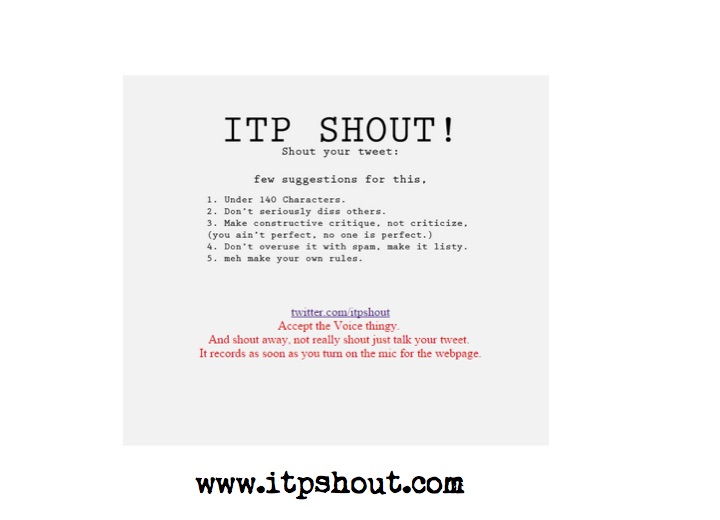 ITP SHOUT!
Shout your tweet:
few suggestions for this,
1. Under 140 Characters.
2. Don't seriously diss others.
3. Make constructive critique, not criticize,
(you ain't perfect, no one is perfect.)
4. Don't overuse it with spam, make it listy.
5. meh make your own rules.
twitter.com/itpshout
Accept the Voice thingy.
And shout away, not really shout just talk your tweet.
It records as soon as you turn on the mic for the webpage.
www.itpshout.com